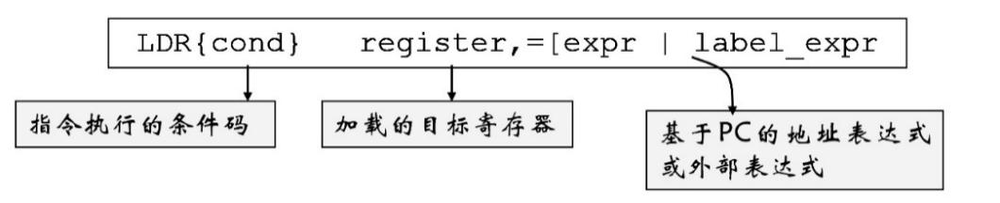 LDR{cond} register,=[expr | label_expr
指令执行的条件码
加载的目标寄存器
基于PC的地址表达式
或外部表达式